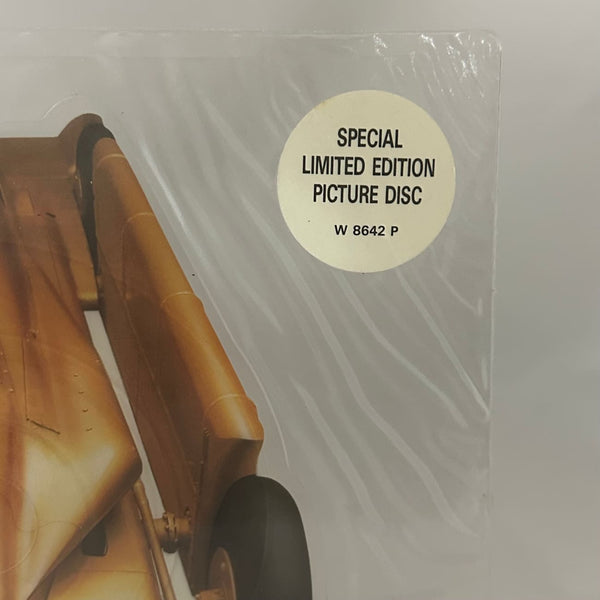 SPECIAL
LIMITED EDITION
PICTURE DISC
W 8642 P